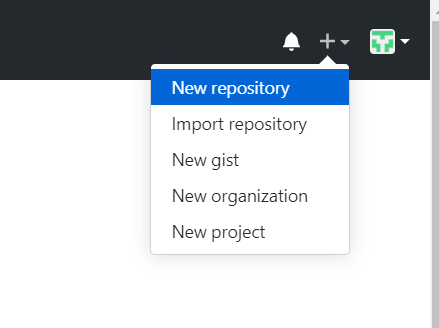 New repository
Import repository
New gist
New organization
New project